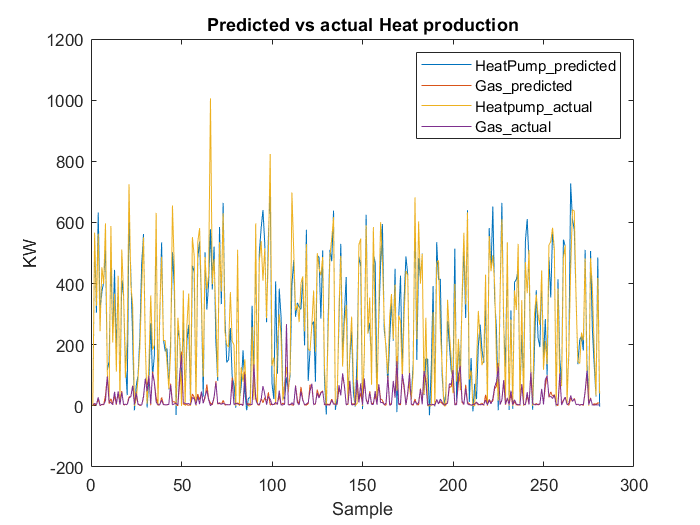 Predicted vs actual Heat production
1200
1000
800
600
400
200
0
-200
KW
HeatPump_predicted
Gas_predicted
Heatpump_actual
Gas_actual
0 50 100 150 200 250 300
Sample